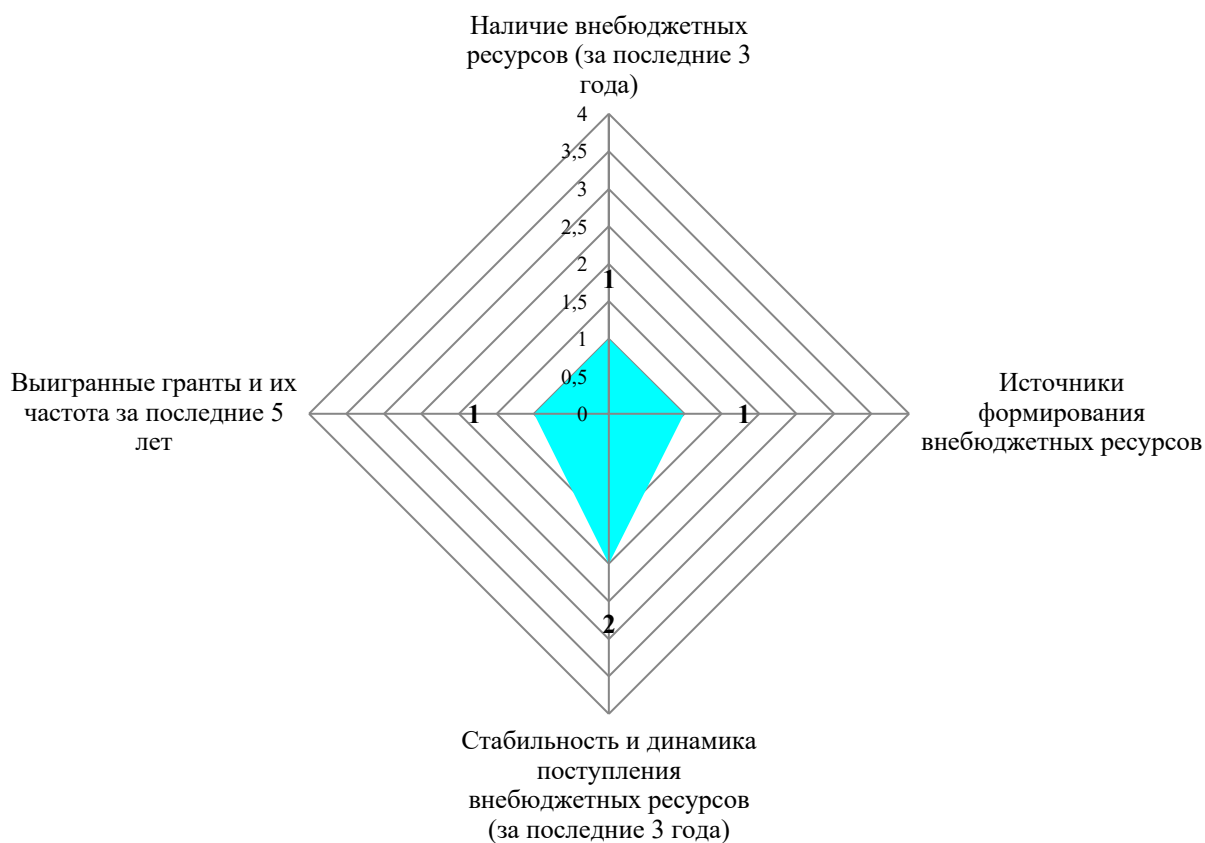 Наличие внебюджетных
ресурсов (за последние 3
года)
4
3,5
3
2,5
2
1
1,5
1
0,5
0
1
1
Выигранные гранты и их
частота за последние 5
лет
Источники
формирования
внебюджетных ресурсов
2
Стабильность и динамика
поступления
внебюджетных ресурсов
(за последние 3 года)